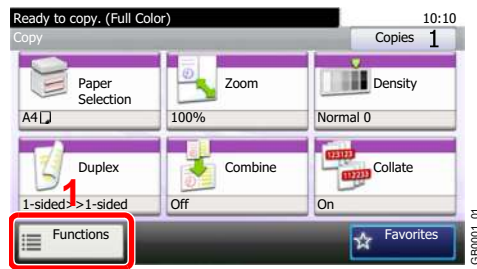 Ready to copy. (Full Color) 10:10
Copy Copies 1
Paper
Selection
A4
Zoom
100%
Density
Normal 0
Duplex
1-sided>>1-sided
Combine
Off
123123
112233
Collate
On
1
Functions
Favorites
GB0001_01